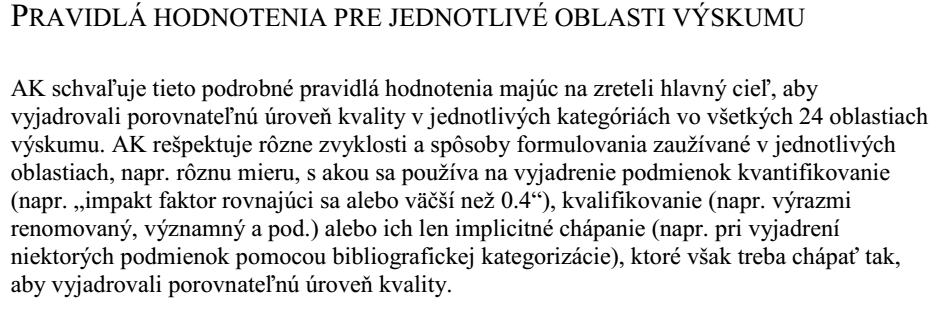 PRAVIDLÁ HODNOTENIA PRE JEDNOTLIVÉ OBLASTI VÝSKUMU
AK schvaľuje tieto podrobné pravidlá hodnotenia majúc na zreteli hlavný cieľ, aby
vyjadrovali porovnateľnú úroveň kvality v jednotlivých kategóriách vo všetkých 24 oblastiach
výskumu. AK rešpektuje rôzne zvyklosti a spôsoby formulovania zaužívané v jednotlivých
oblastiach, napr. rôznu mieru, s akou sa používa na vyjadrenie podmienok kvantifikovanie
(napr. „impakt faktor rovnajúci sa alebo väčší než 0.4“), kvalifikovanie (napr. výrazmi
renomovaný, významný a pod.) alebo ich len implicitné chápanie (napr. pri vyjadrení
niektorých podmienok pomocou bibliografickej kategorizácie), ktoré však treba chápať tak,
aby vyjadrovali porovnateľnú úroveň kvality.